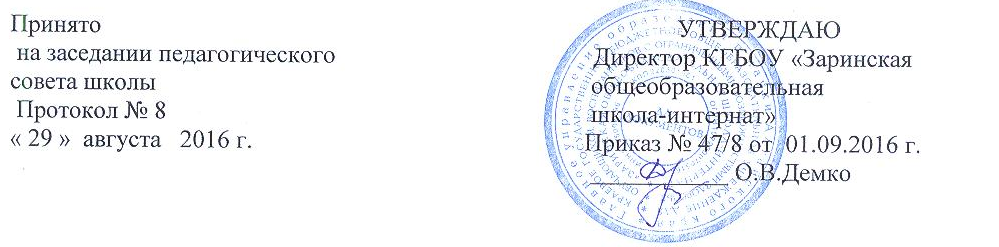 Принято
на заседании педагогического
совета школы
Протокол № 8
« 29 » августа 2016 г.
УТВЕРЖДАЮ
Директор КГБОУ «Заринская
общеобразовательная
школа-интернат»
Приказ № 47/8 от 01.09.2016 г.
____________ О.В.Демко